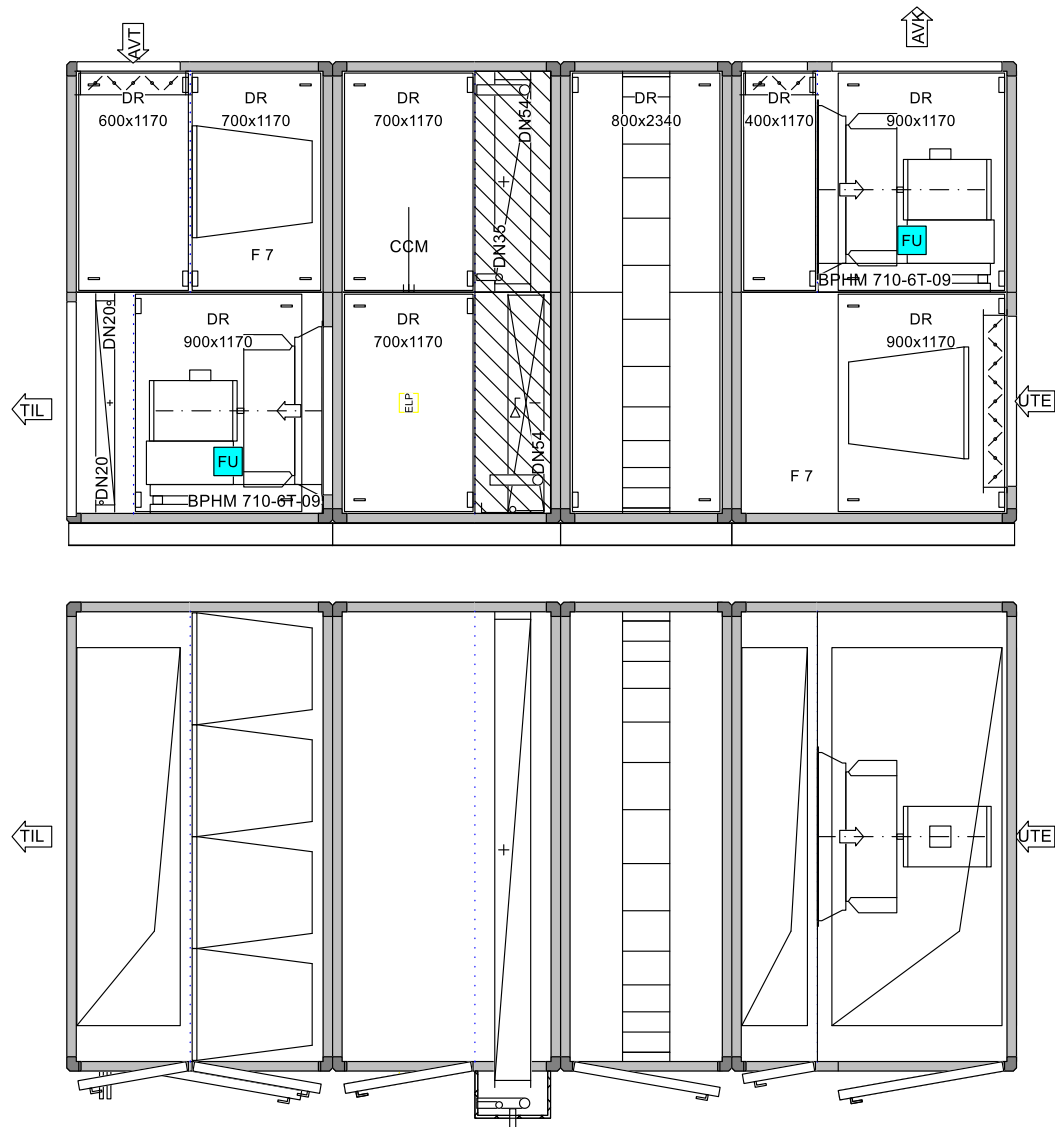 AVT
AVK
DR
600x1170
DR
700x1170
DR
700x1170
DN54
DR
800x2340
DR
400x1170
DR
900x1170
F 7
CCM
DN35
FU
BPHM 710-6T-09
DN20
DR
900x1170
DR
700x1170
DR
900x1170
TIL
ELP
UTE
DN20
FU
BPHM 710-6T-09
DN54
F 7
TIL
UTE